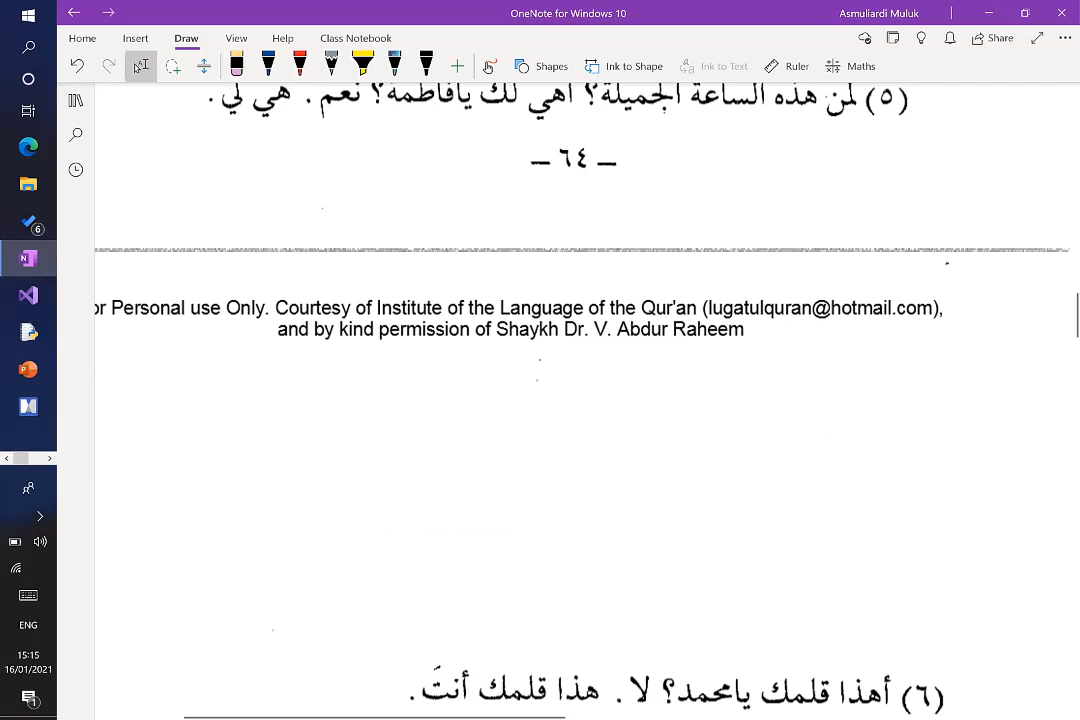 OneNote for Windows 10
Asmuliardi Muluk
Home Insert Draw View Help Class Notebook
Share
Shapes Ink to Shape Ink to Text Ruler Maths
(٥) لمن هذه الساعة الجميلة؟ أهي لك يافاطمة؟ نعم . هي لي .
— ٦٤ —
or Personal use Only. Courtesy of Institute of the Language of the Qur'an (lugatulquran@hotmail.com),
and by kind permission of Shaykh Dr. V. Abdur Raheem
(٦) أهذا قلمك يامحمد؟ لا . هذا قلمك أنتَ .
6
ENG
15:15
16/01/2021
1